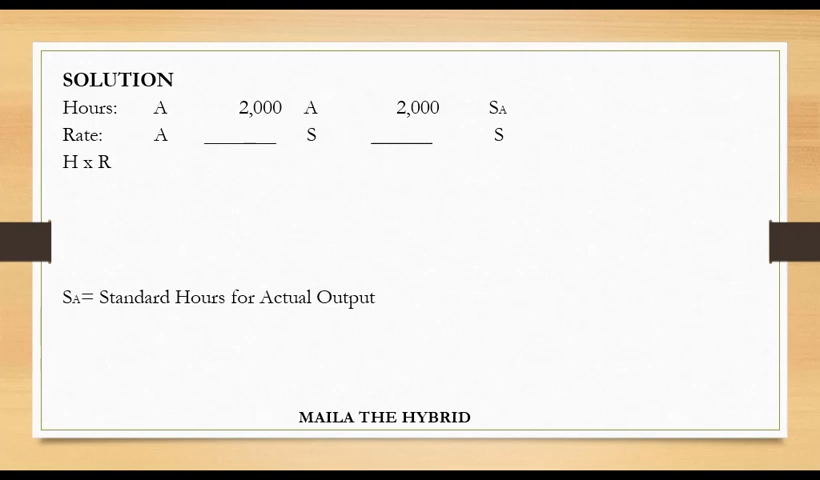 SOLUTION
Hours: A 2,000 A 2,000 SA
Rate: A ______ S ______ S
H x R
SA= Standard Hours for Actual Output
MAILA THE HYBRID